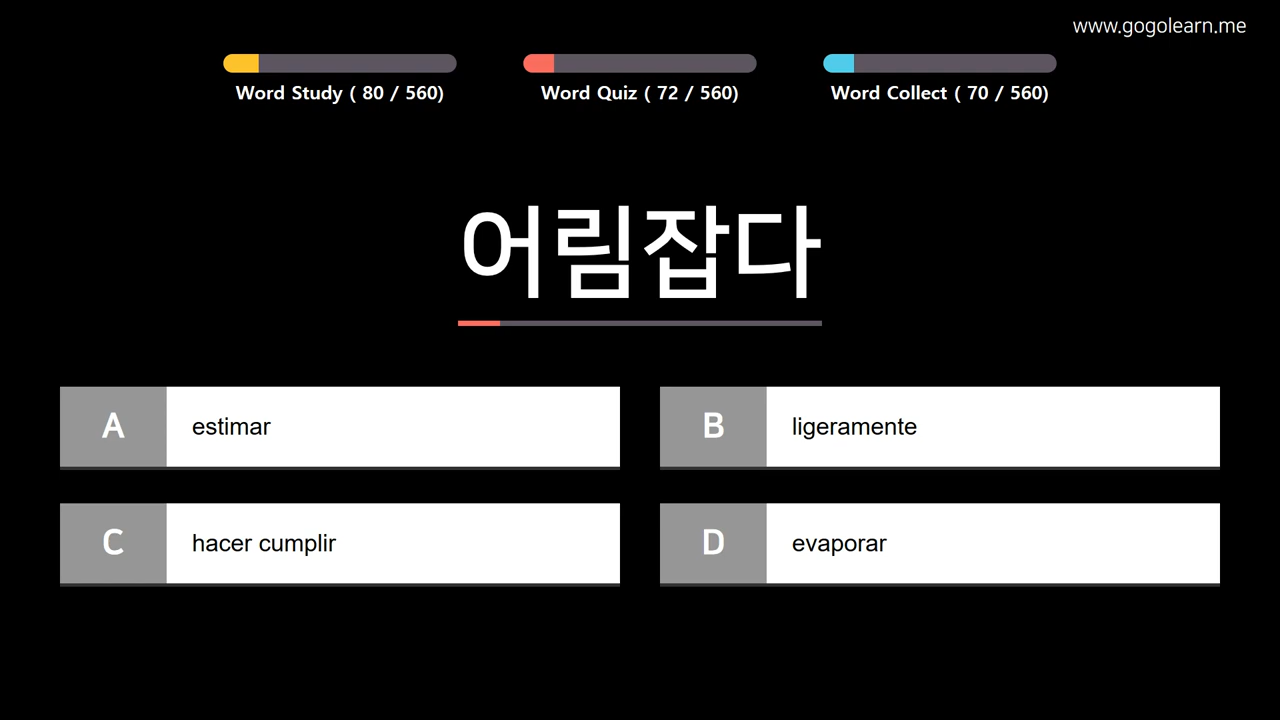 www.gogolearn.me
Word Study ( 80 / 560)
Word Quiz ( 72 / 560)
Word Collect ( 70 / 560)
어림잡다
A estimar
B ligeramente
C hacer cumplir
D evaporar